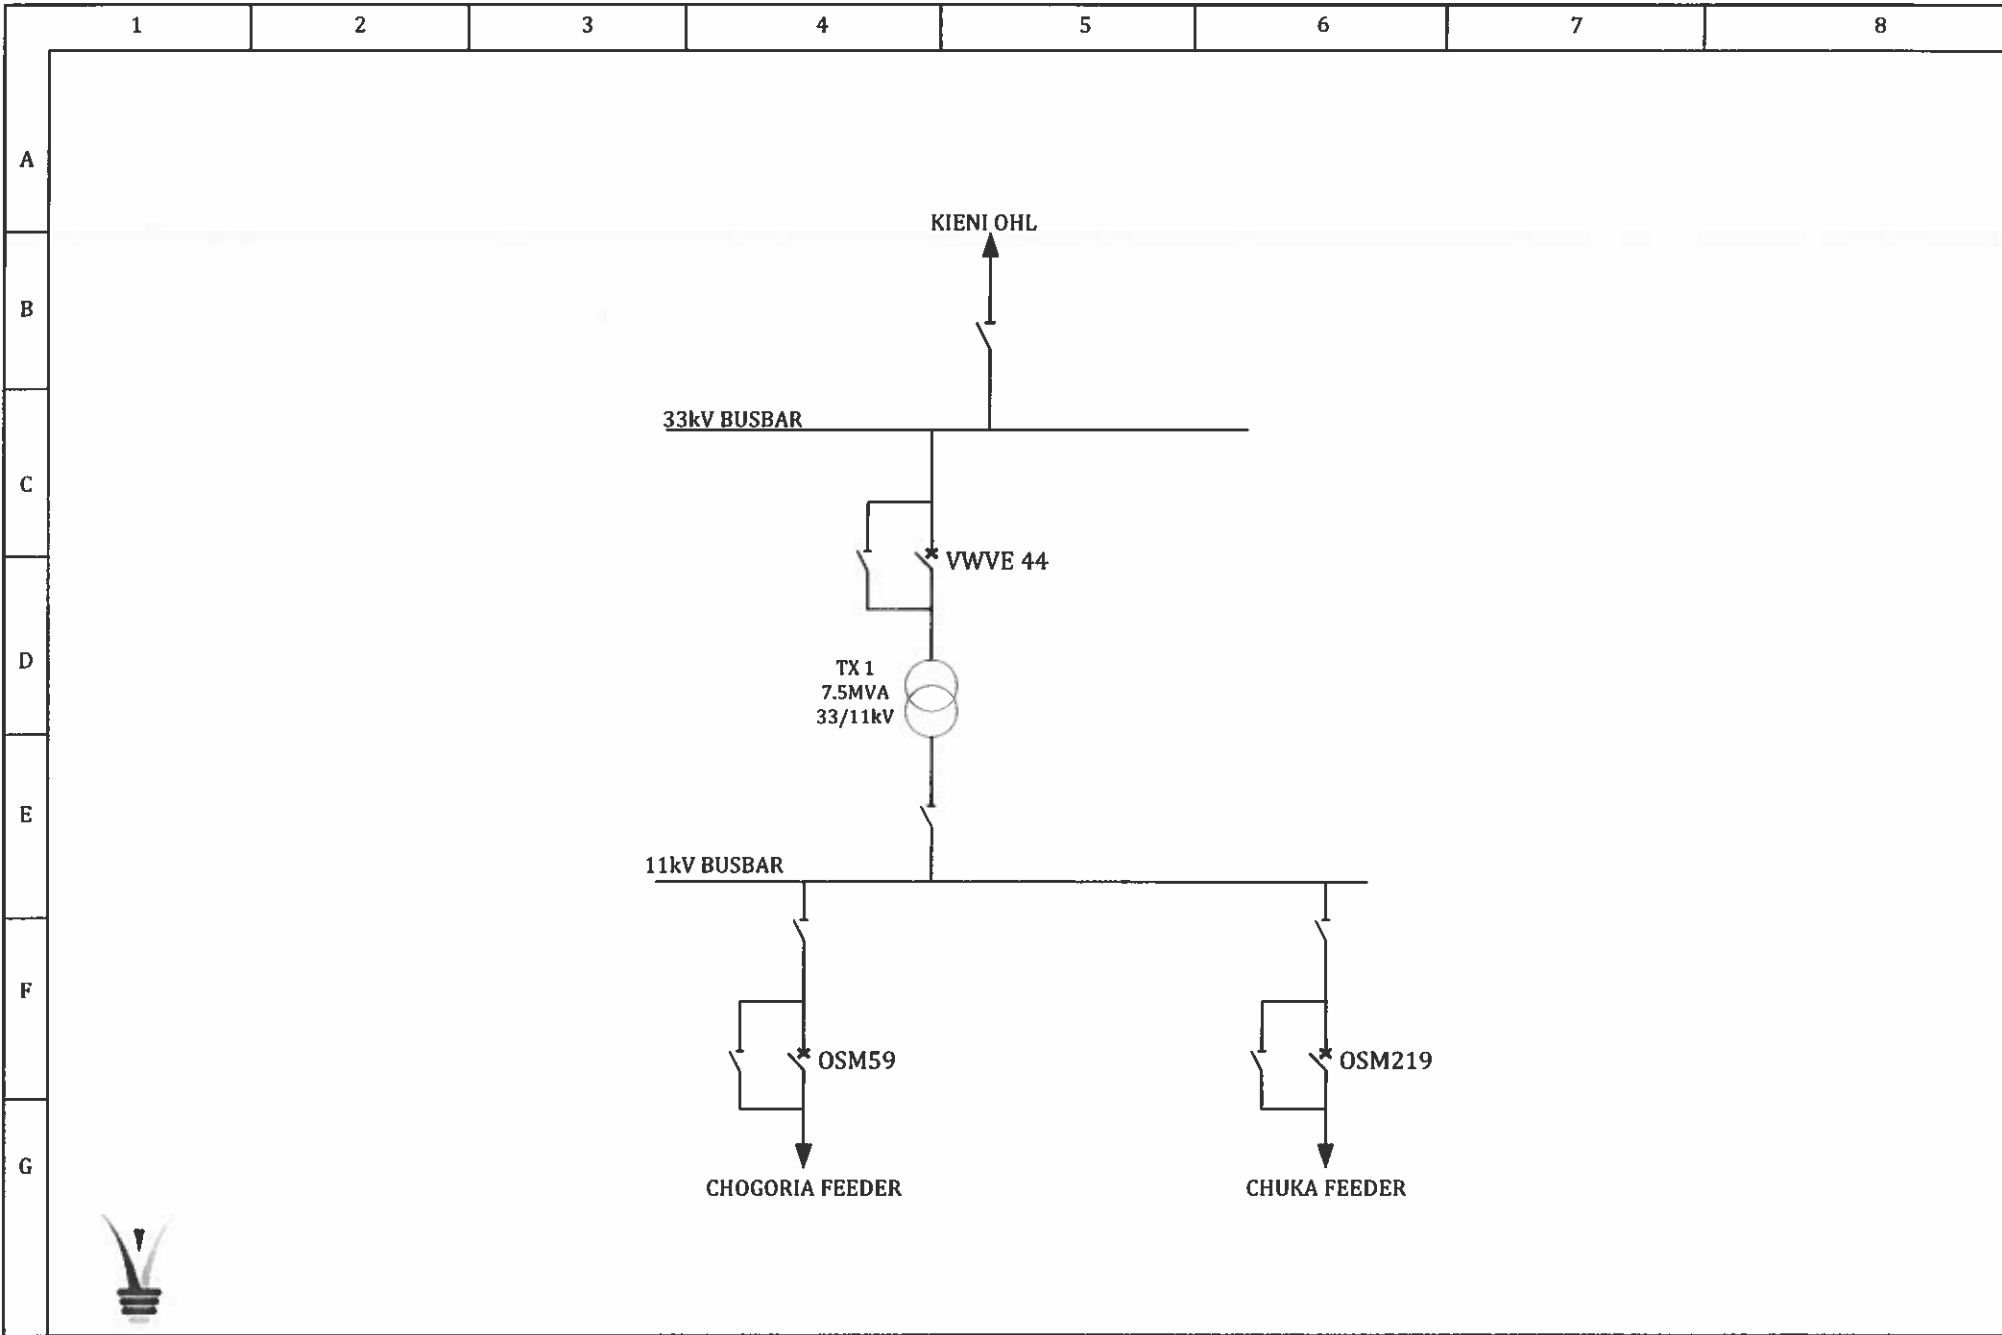 1 2 3 4 5 6 7 8
A
KIENI OHL
B
33kV BUSBAR
C
VWVE 44
D
TX 1
7.5MVA
33/11kV
E
11kV BUSBAR
F
OSM59 OSM219
G
CHOGORIA FEEDER CHUKA FEEDER